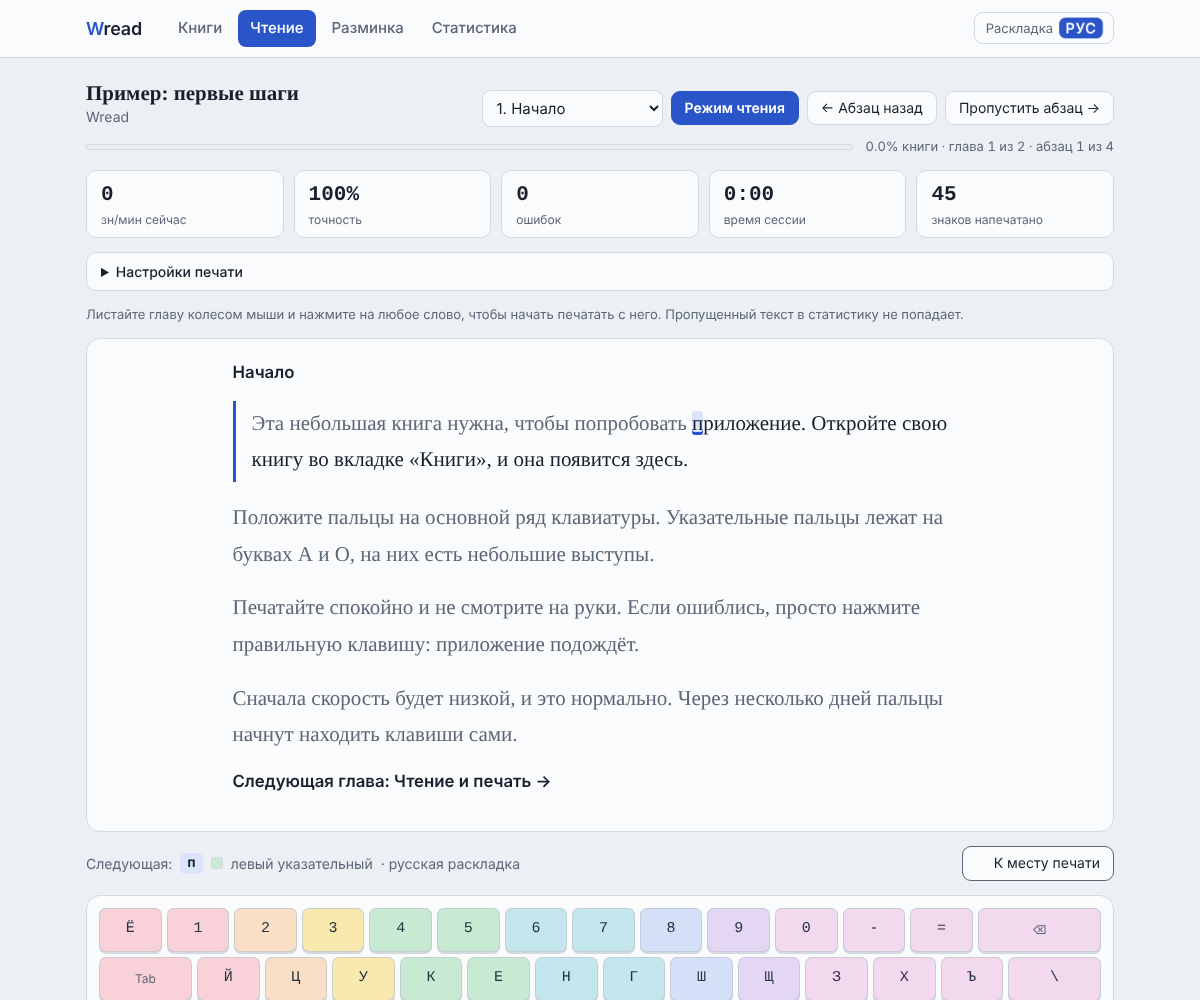 Wread
Книги
Чтение
Разминка
Статистика
Раскладка РУС
Пример: первые шаги
Wread
1. Начало
Режим чтения
← Абзац назад
Пропустить абзац →
0.0% книги · глава 1 из 2 · абзац 1 из 4
0
зн/мин сейчас
100%
точность
0
ошибок
0:00
время сессии
45
знаков напечатано
▶ Настройки печати
Листайте главу колесом мыши и нажмите на любое слово, чтобы начать печатать с него. Пропущенный текст в статистику не попадает.
Начало
Эта небольшая книга нужна, чтобы попробовать приложение. Откройте свою
книгу во вкладке «Книги», и она появится здесь.
Положите пальцы на основной ряд клавиатуры. Указательные пальцы лежат на
буквах А и О, на них есть небольшие выступы.
Печатайте спокойно и не смотрите на руки. Если ошиблись, просто нажмите
правильную клавишу: приложение подождёт.
Сначала скорость будет низкой, и это нормально. Через несколько дней пальцы
начнут находить клавиши сами.
Следующая глава: Чтение и печать →
Следующая: п левый указательный · русская раскладка
К месту печати
Ё 1 2 3 4 5 6 7 8 9 0 - = ⌫
Tab Й Ц У К Е Н Г Ш Щ З Х Ъ \